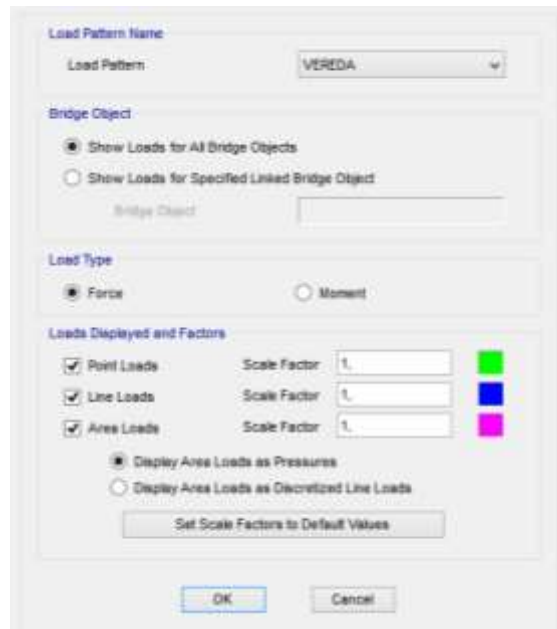 Load Pattern Name
Load Pattern VEREDA
Bridge Object
Show Loads for All Bridge Objects
Show Loads for Specified Linked Bridge Object
Bridge Object
Load Type
Force Moment
Loads Displayed and Factors
Point Loads Scale Factor 1,
Line Loads Scale Factor 1,
Area Loads Scale Factor 1,
Display Area Loads as Pressures
Display Area Loads as Discretized Line Loads
Set Scale Factors to Default Values
OK Cancel